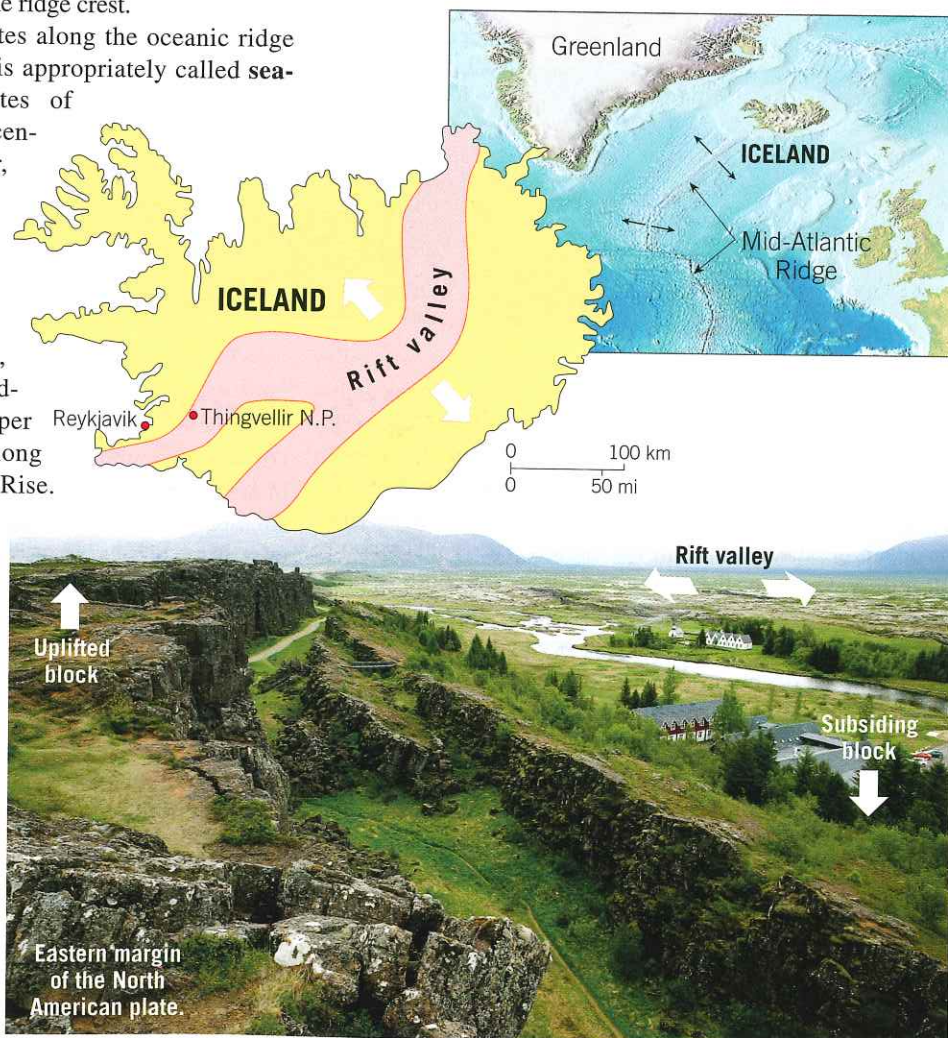 e ridge crest.
tes along the oceanic ridge
is appropriately called sea-
tes of
cen-
r,
,
d-
per
ong
Rise.
Greenland
ICELAND
Mid-Atlantic
Ridge
ICELAND
Rift valley
Reykjavik
Thingvellir N.P.
0 100 km
0 50 mi
Rift valley
Uplifted
block
Subsiding
block
Eastern margin
of the North
American plate.